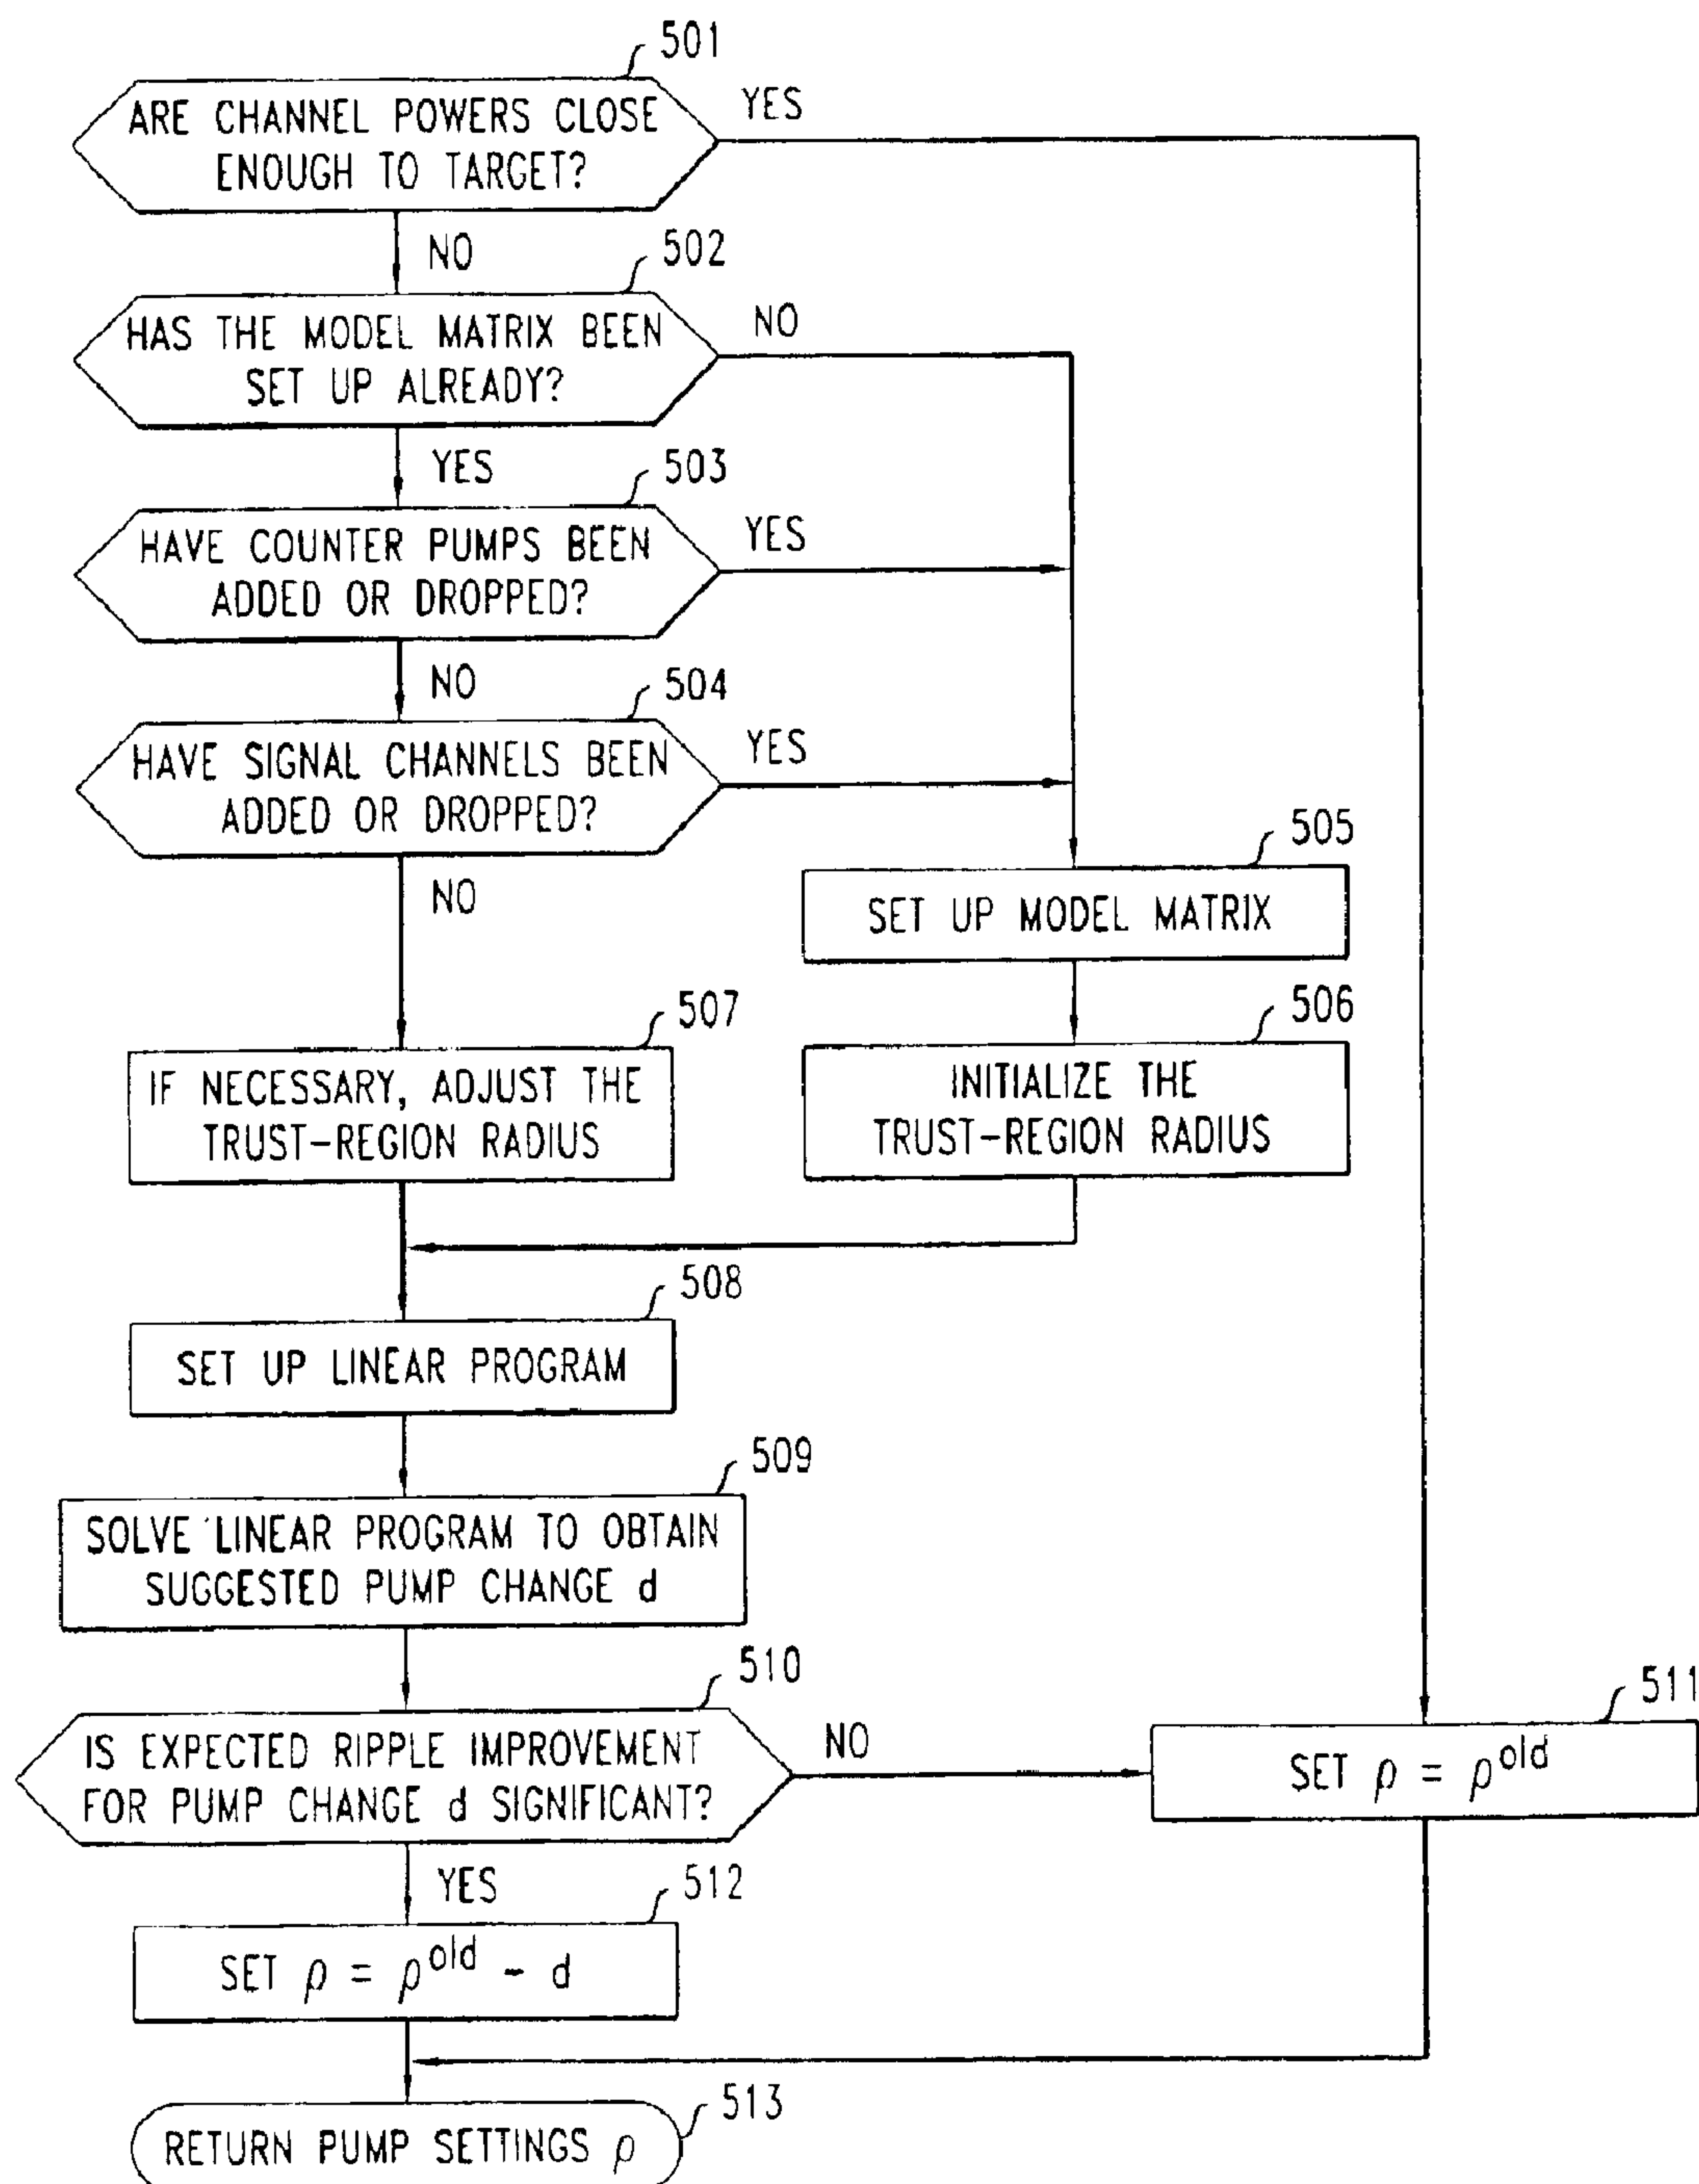 501
ARE CHANNEL POWERS CLOSE
ENOUGH TO TARGET?
YES
NO
502
HAS THE MODEL MATRIX BEEN
SET UP ALREADY?
NO
YES
503
HAVE COUNTER PUMPS BEEN
ADDED OR DROPPED?
YES
NO
504
HAVE SIGNAL CHANNELS BEEN
ADDED OR DROPPED?
YES
NO
505
SET UP MODEL MATRIX
507
IF NECESSARY, ADJUST THE
TRUST-REGION RADIUS
506
INITIALIZE THE
TRUST-REGION RADIUS
508
SET UP LINEAR PROGRAM
509
SOLVE LINEAR PROGRAM TO OBTAIN
SUGGESTED PUMP CHANGE d
510
IS EXPECTED RIPPLE IMPROVEMENT
FOR PUMP CHANGE d SIGNIFICANT?
NO
511
SET ρ = ρ^old
YES
512
SET ρ = ρ^old - d
513
RETURN PUMP SETTINGS ρ